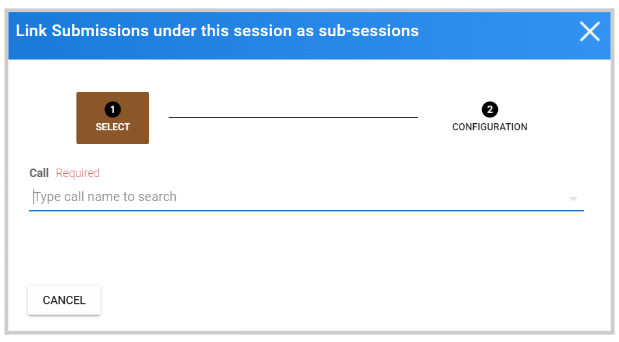 Link Submissions under this session as sub-sessions
1
SELECT
2
CONFIGURATION
Call Required
Type call name to search
CANCEL